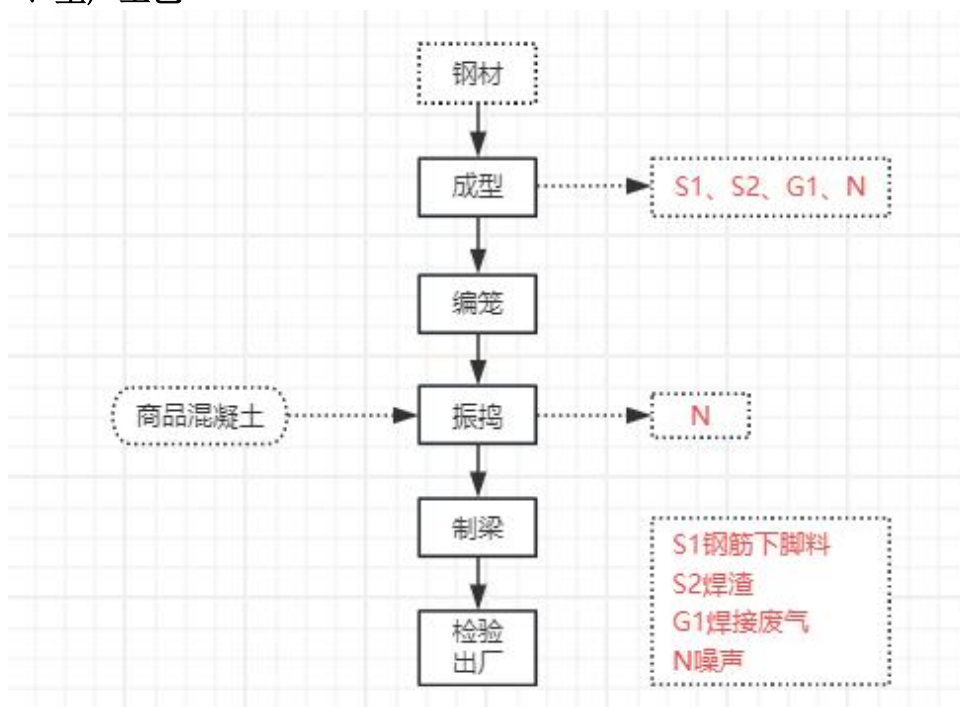 钢材
成型
S1、S2、G1、N
编笼
商品混凝土
振捣
N
制梁
S1钢筋下脚料
S2焊渣
G1焊接废气
N噪声
检验
出厂